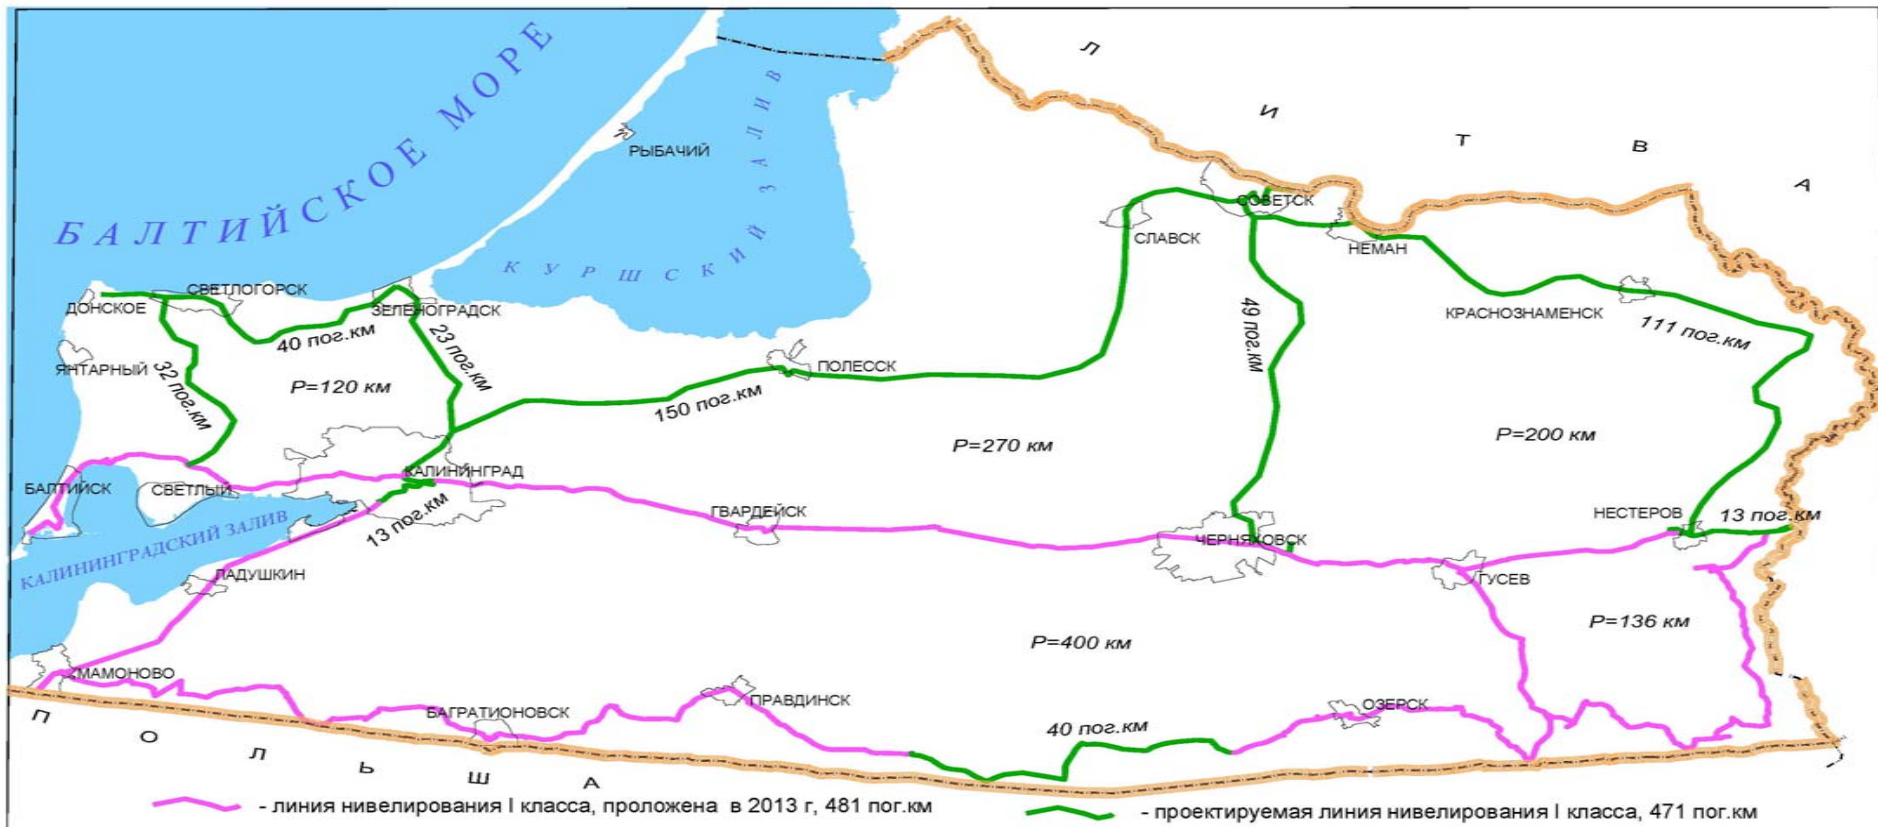 БАЛТИЙСКОЕ МОРЕ
КУРШСКИЙ ЗАЛИВ
ЛИТВА
РЫБАЧИЙ
СОВЕТСК
СЛАВСК
НЕМАН
СВЕТЛОГОРСК
ДОНСКОЕ
ЗЕЛЕНОГРАДСК
КРАСНОЗНАМЕНСК
40 пог.км
23 пог.км
49 пог.км
111 пог.км
ЯНТАРНЫЙ
32 пог.км
P=120 км
ПОЛЕССК
150 пог.км
P=270 км
P=200 км
КАЛИНИНГРАД
БАЛТИЙСК
СВЕТЛЫЙ
13 пог.км
ГВАРДЕЙСК
НЕСТЕРОВ
13 пог.км
ЧЕРНЯХОВСК
КАЛИНИНГРАДСКИЙ ЗАЛИВ
ЛАДУШКИН
ГУСЕВ
P=400 км
P=136 км
МАМОНОВО
ПРАВДИНСК
ОЗЕРСК
БАГРАТИОНОВСК
40 пог.км
ПОЛЬША
- линия нивелирования I класса, проложена в 2013 г, 481 пог.км
- проектируемая линия нивелирования I класса, 471 пог.км